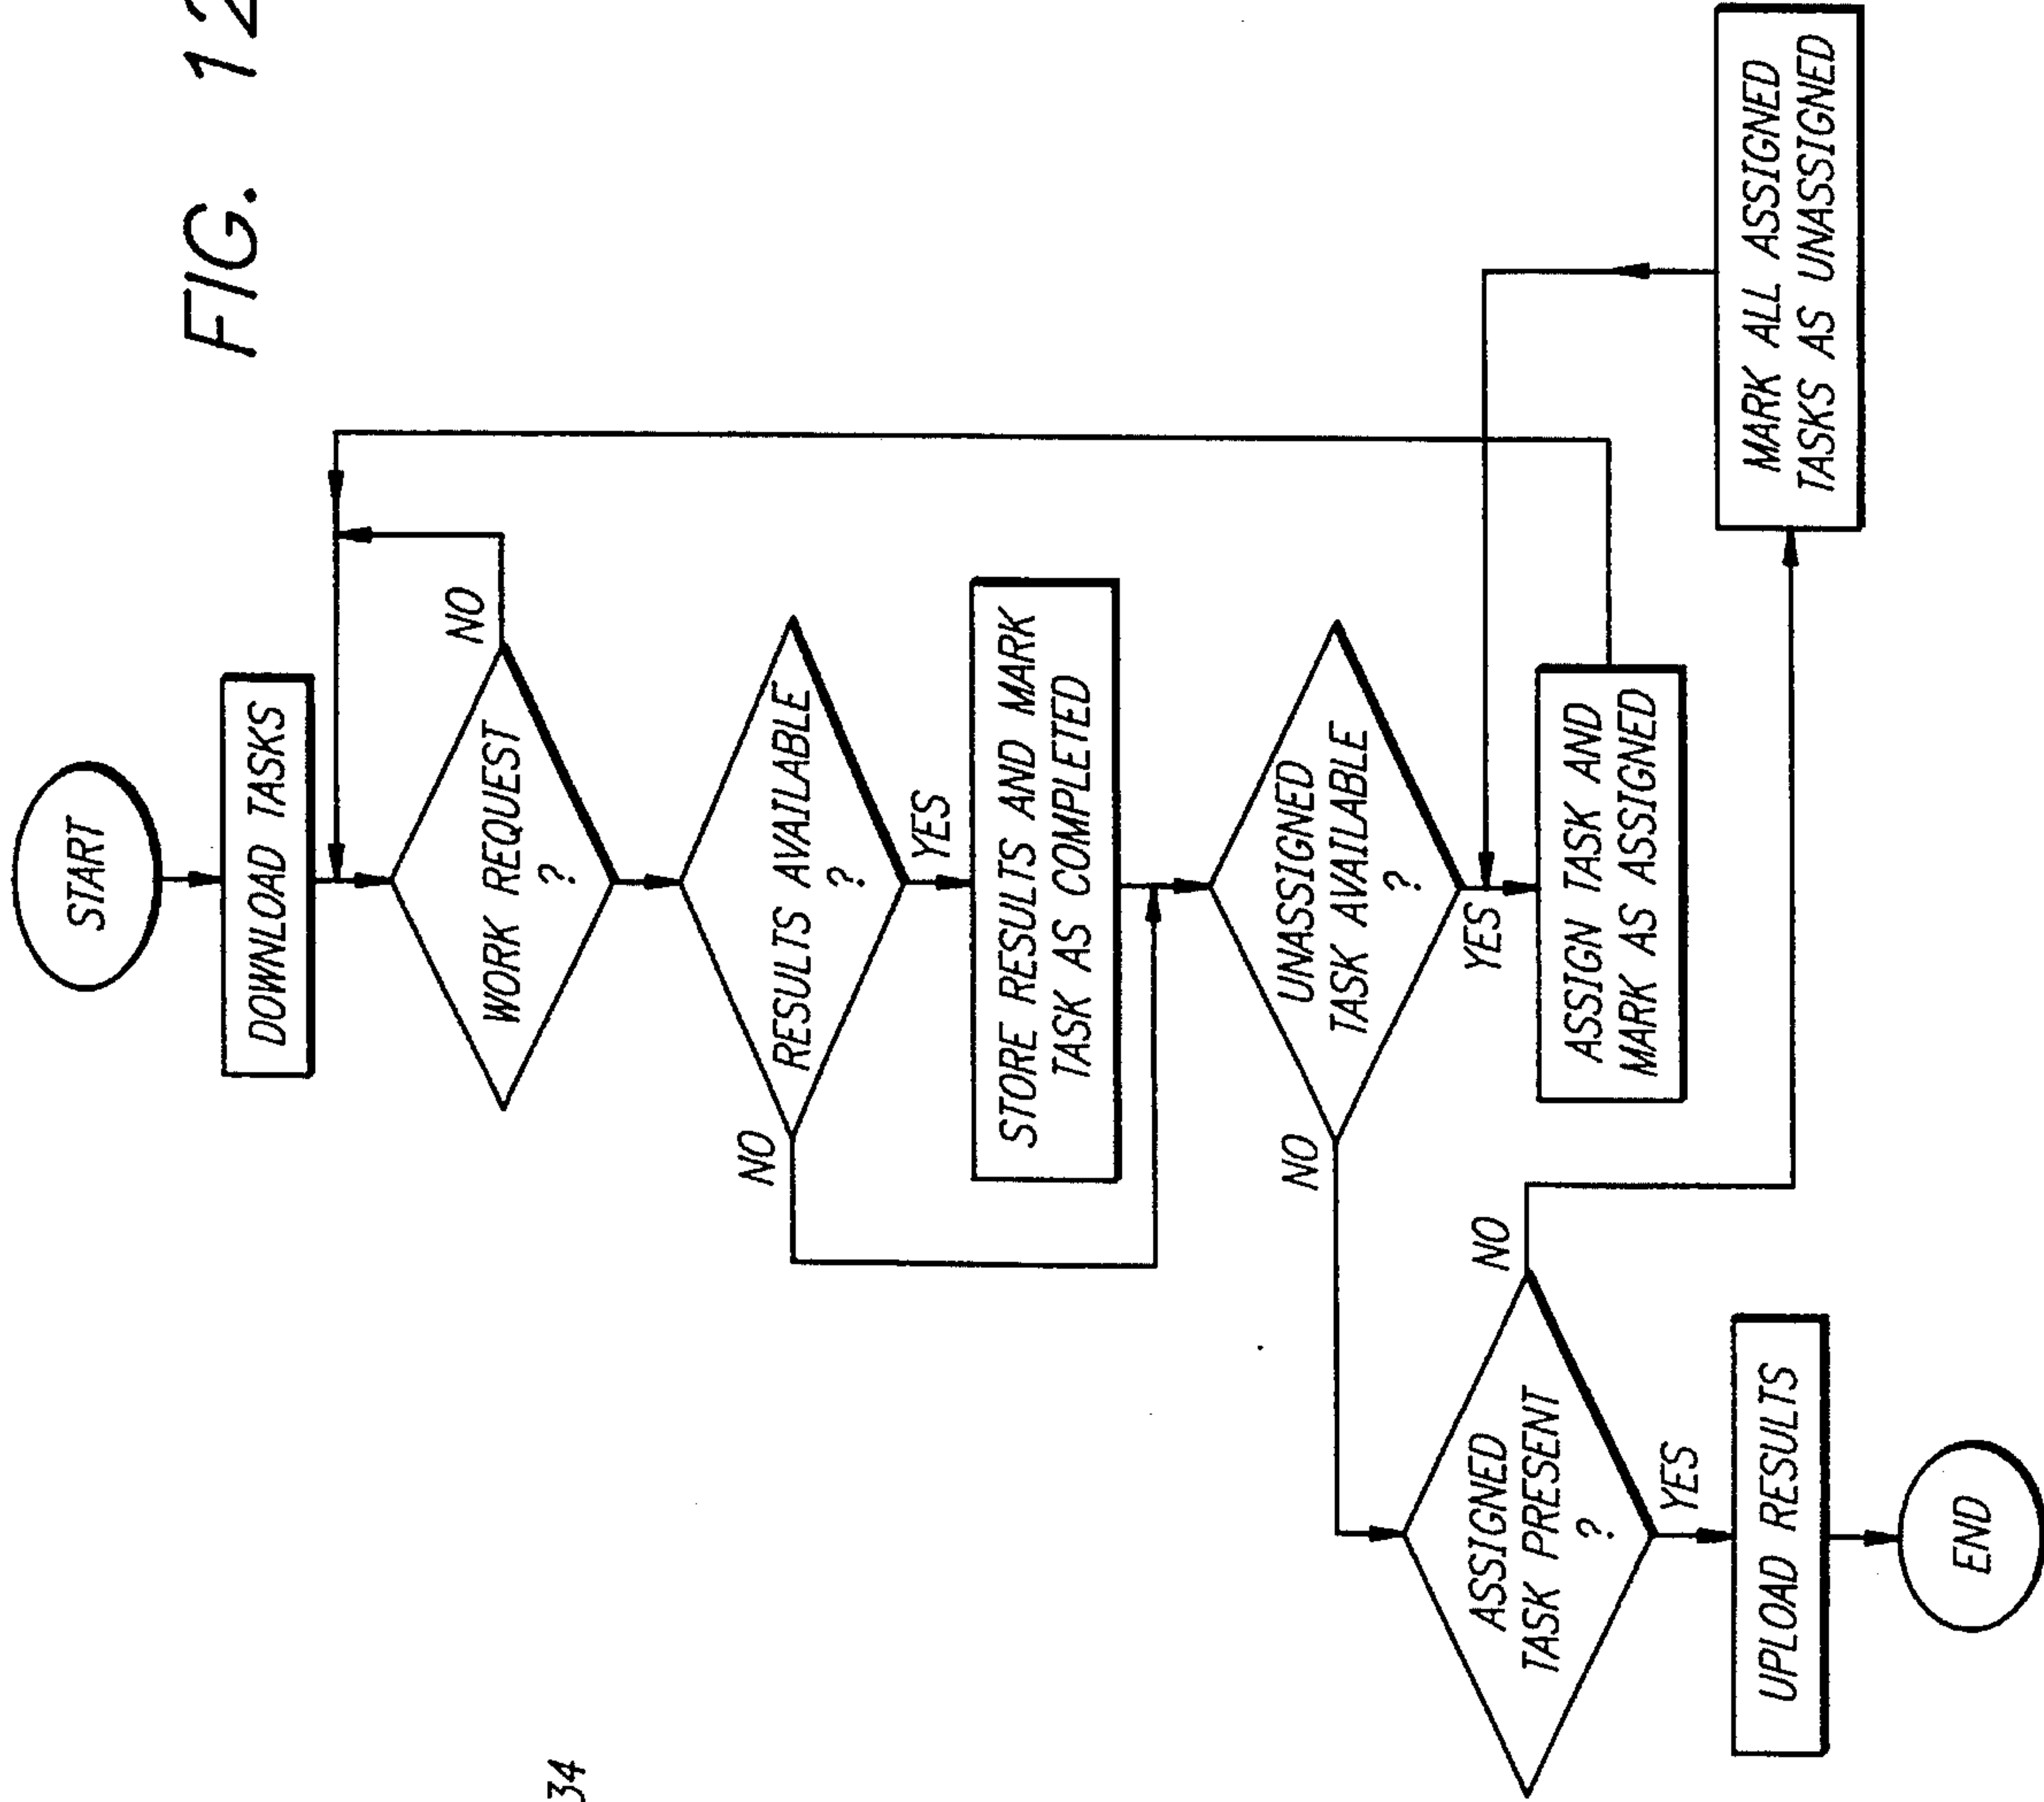 FIG. 12
START
DOWNLOAD TASKS
WORK REQUEST
?
NO
RESULTS AVAILABLE
?
NO
YES
STORE RESULTS AND MARK
TASK AS COMPLETED
UNASSIGNED
TASK AVAILABLE
?
NO
YES
ASSIGN TASK AND
MARK AS ASSIGNED
ASSIGNED
TASK PRESENT
?
NO
YES
MARK ALL ASSIGNED
TASKS AS UNASSIGNED
UPLOAD RESULTS
END
34